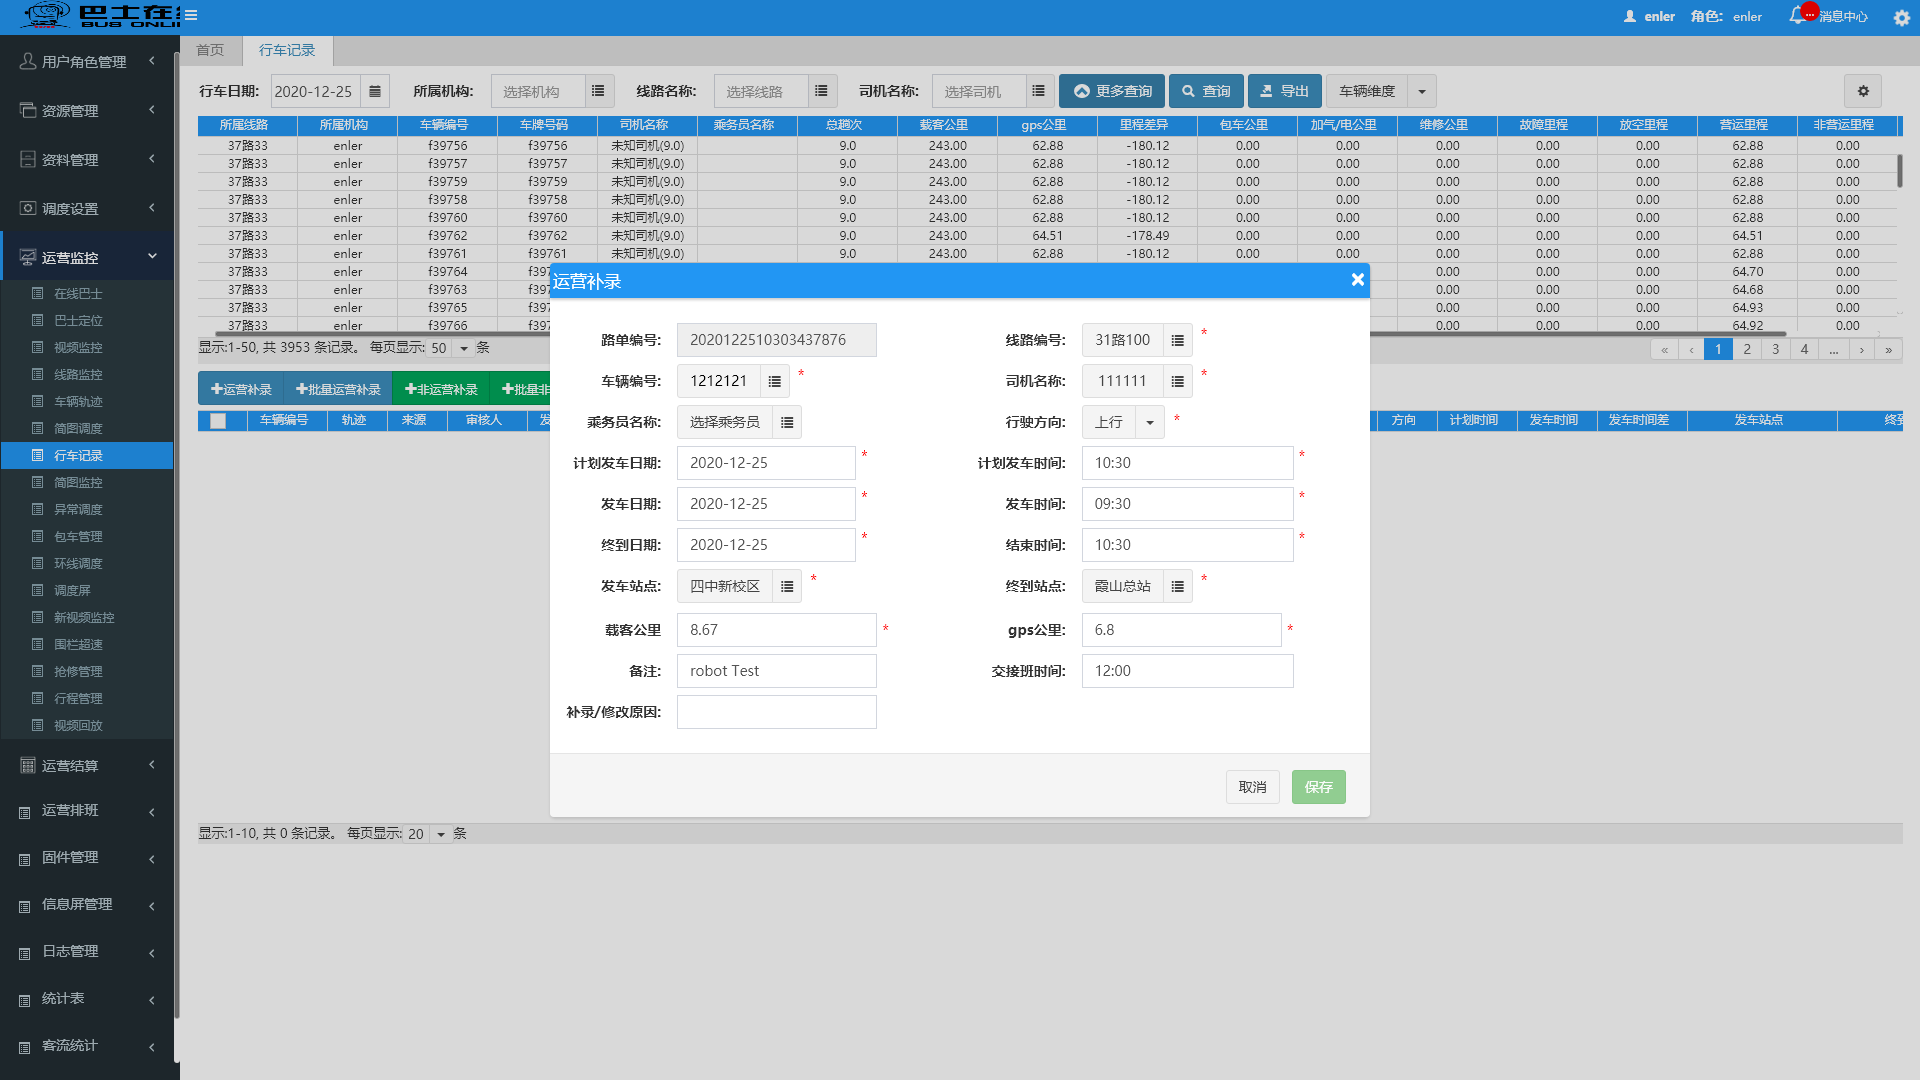 巴士在
BUS ONLI
enler 角色: enler ... 消息中心
用户角色管理
资源管理
资料管理
调度设置
运营监控
在线巴士
巴士定位
视频监控
线路监控
车辆轨迹
简图调度
行车记录
简图监控
异常调度
包车管理
环线调度
调度屏
新视频监控
围栏超速
抢修管理
行程管理
视频回放
运营结算
运营排班
固件管理
信息屏管理
日志管理
统计表
客流统计
首页 行车记录
行车日期: 2020-12-25 所属机构: 选择机构 线路名称: 选择线路 司机名称: 选择司机 更多查询 查询 导出 车辆维度
所属线路 所属机构 车辆编号 车牌号码 司机名称 乘务员名称 总趟次 载客公里 gps公里 里程差异 包车公里 加气/电公里 维修公里 故障里程 放空里程 营运里程 非营运里程
37路33 enler f39756 f39756 未知司机(9.0) 9.0 243.00 62.88 -180.12 0.00 0.00 0.00 0.00 0.00 62.88 0.00
37路33 enler f39757 f39757 未知司机(9.0) 9.0 243.00 62.88 -180.12 0.00 0.00 0.00 0.00 0.00 62.88 0.00
37路33 enler f39759 f39759 未知司机(9.0) 9.0 243.00 62.88 -180.12 0.00 0.00 0.00 0.00 0.00 62.88 0.00
37路33 enler f39758 f39758 未知司机(9.0) 9.0 243.00 62.88 -180.12 0.00 0.00 0.00 0.00 0.00 62.88 0.00
37路33 enler f39760 f39760 未知司机(9.0) 9.0 243.00 62.88 -180.12 0.00 0.00 0.00 0.00 0.00 62.88 0.00
37路33 enler f39762 f39762 未知司机(9.0) 9.0 243.00 64.51 -178.49 0.00 0.00 0.00 0.00 0.00 64.51 0.00
37路33 enler f39761 f39761 未知司机(9.0) 9.0 243.00 62.88 -180.12 0.00 0.00 0.00 0.00 0.00 62.88 0.00
37路33 enler f39764 f397 0.00 0.00 0.00 64.70 0.00
37路33 enler f39763 f397 0.00 0.00 0.00 64.68 0.00
37路33 enler f39765 f397 0.00 0.00 0.00 64.93 0.00
37路33 enler f39766 f397 0.00 0.00 0.00 64.92 0.00
显示:1-50, 共 3953 条记录。 每页显示: 50 条 « ‹ 1 2 3 4 ... › »
运营补录 批量运营补录 非运营补录 批量非
车辆编号 轨迹 来源 审核人 发 方向 计划时间 发车时间 发车时间差 发车站点 终到
显示:1-10, 共 0 条记录。 每页显示: 20 条
运营补录
路单编号: 2020122510303437876 线路编号: 31路100 *
车辆编号: 1212121 * 司机名称: 111111 *
乘务员名称: 选择乘务员 行驶方向: 上行 *
计划发车日期: 2020-12-25 * 计划发车时间: 10:30 *
发车日期: 2020-12-25 * 发车时间: 09:30 *
终到日期: 2020-12-25 * 结束时间: 10:30 *
发车站点: 四中新校区 * 终到站点: 霞山总站 *
载客公里 8.67 * gps公里: 6.8 *
备注: robot Test 交接班时间: 12:00
补录/修改原因:
取消 保存